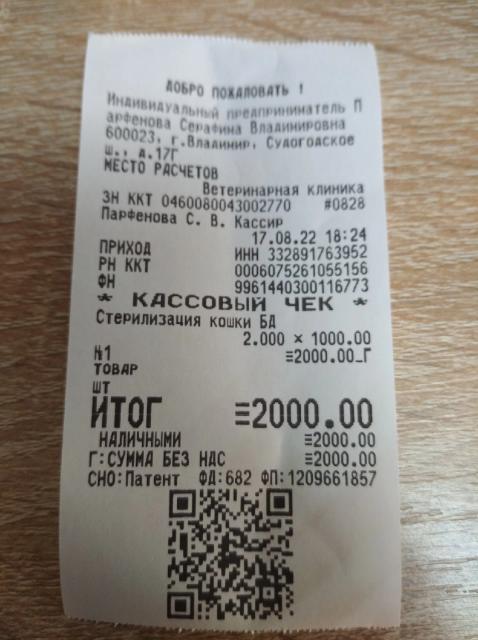 ДОБРО ПОЖАЛОВАТЬ !
Индивидуальный предприниматель П
арфенова Серафина Владимировна
600023, г.Владимир, Судогодское
ш., д.17Г
МЕСТО РАСЧЕТОВ
Ветеринарная клиника
ЗН ККТ 0460080043002770 #0828
Парфенова С. В. Кассир
17.08.22 18:24
ПРИХОД ИНН 332891763952
РН ККТ 0006075261055156
ФН 9961440300116773
* КАССОВЫЙ ЧЕК *
Стерилизация кошки БД
2.000 × 1000.00
№1 ≡2000.00_Г
ТОВАР
шт
ИТОГ ≡2000.00
НАЛИЧНЫМИ ≡2000.00
Г:СУММА БЕЗ НДС ≡2000.00
СНО:Патент ФД:682 ФП:1209661857